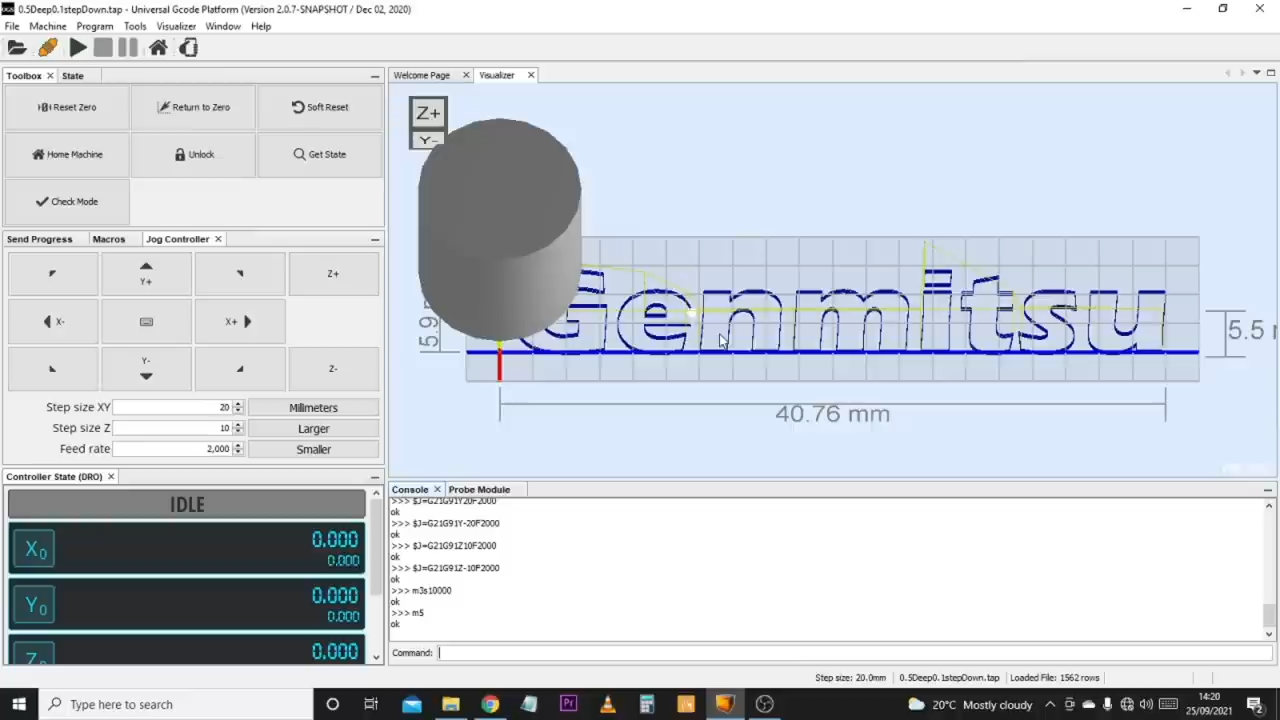 0.5Deep0.1stepDown.tap - Universal Gcode Platform (Version 2.0.7-SNAPSHOT / Dec 02, 2020)
File Machine Program Tools Visualizer Window Help
Toolbox State
Reset Zero Return to Zero Soft Reset
Home Machine Unlock Get State
Check Mode
Send Progress Macros Jog Controller
Y+ Z+
X- X+
Y- Z-
Step size XY 20 Millimeters
Step size Z 10 Larger
Feed rate 2,000 Smaller
Controller State (DRO)
IDLE
X0 0.000
0.000
Y0 0.000
0.000
Z0 0.000
Welcome Page Visualizer
Z+
Y-
Genmitsu
5.9
5.5
40.76 mm
Console Probe Module
>>> $J=G21G91Y20F2000
ok
>>> $J=G21G91Y-20F2000
ok
>>> $J=G21G91Z10F2000
ok
>>> $J=G21G91Z-10F2000
ok
>>> m3s10000
ok
>>> m5
ok
Command:
Step size: 20.0mm 0.5Deep0.1stepDown.tap Loaded File: 1562 rows
Type here to search
20°C Mostly cloudy
14:20
25/09/2021